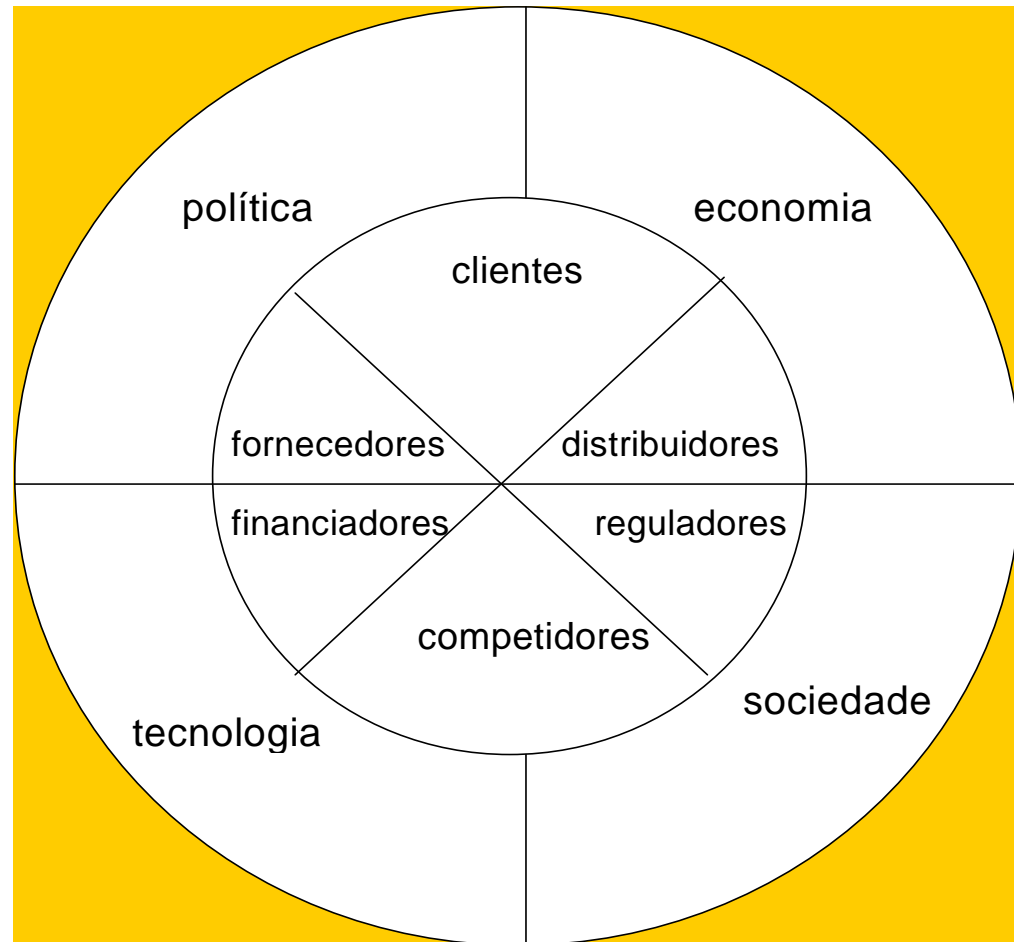 política
economia
clientes
fornecedores
distribuidores
financiadores
reguladores
competidores
sociedade
tecnologia